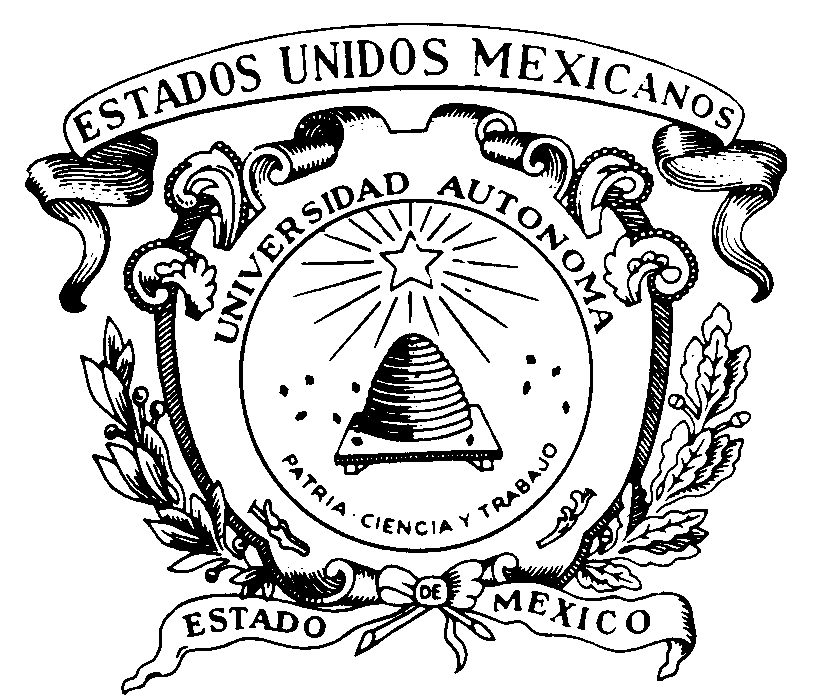 ESTADOS UNIDOS MEXICANOS
UNIVERSIDAD AUTONOMA
PATRIA · CIENCIA Y TRABAJO
ESTADO DE MEXICO